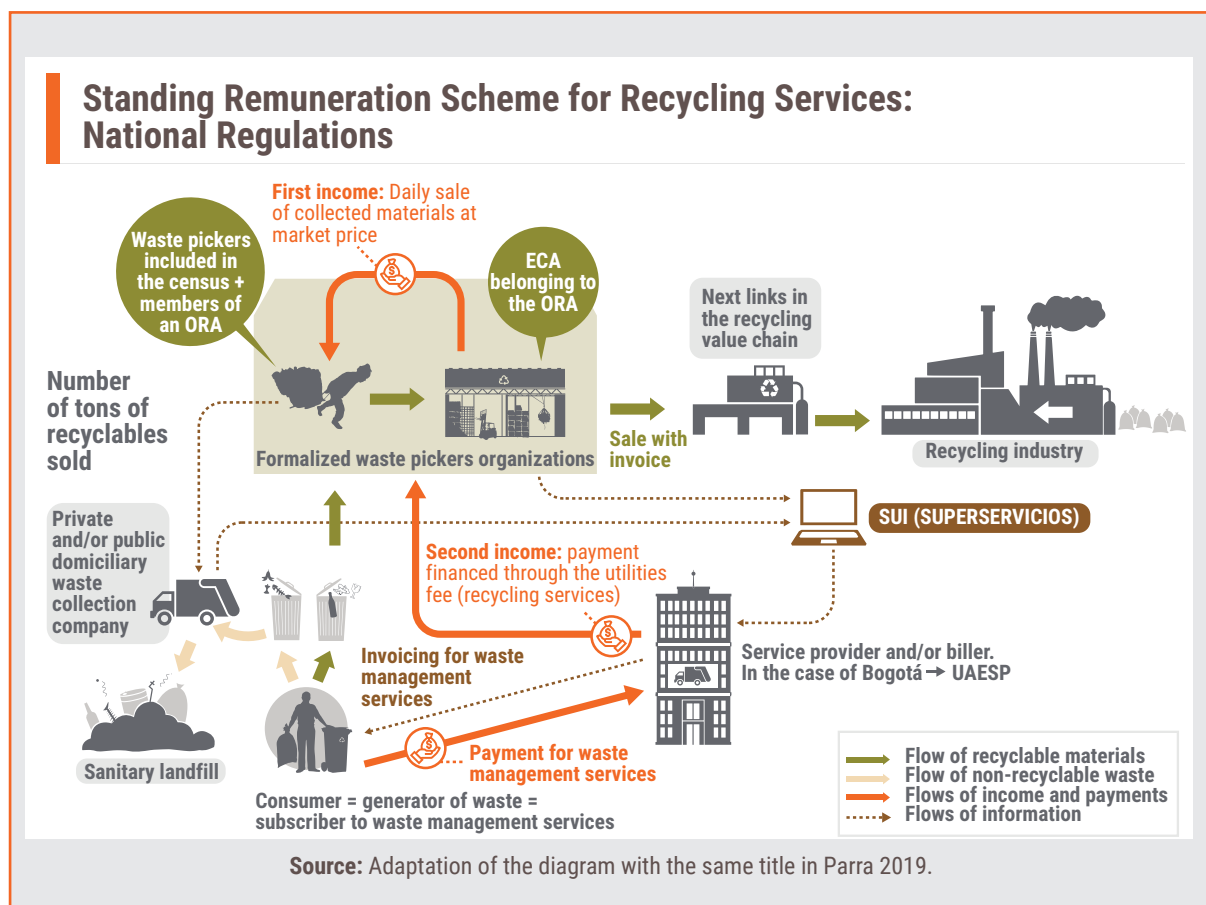 Standing Remuneration Scheme for Recycling Services:
National Regulations
First income: Daily sale
of collected materials at
market price
Waste pickers
included in
the census +
members of
an ORA
ECA
belonging to
the ORA
Next links in
the recycling
value chain
Number
of tons of
recyclables
sold
Formalized waste pickers organizations
Sale with
invoice
Recycling industry
Private
and/or public
domiciliary
waste
collection
company
SUI (SUPERSERVICIOS)
Second income: payment
financed through the utilities
fee (recycling services)
Invoicing for waste
management
services
Service provider and/or biller.
In the case of Bogotá → UAESP
Sanitary landfill
Payment for waste
management services
Consumer = generator of waste =
subscriber to waste management services
Flow of recyclable materials
Flow of non-recyclable waste
Flows of income and payments
Flows of information
Source: Adaptation of the diagram with the same title in Parra 2019.